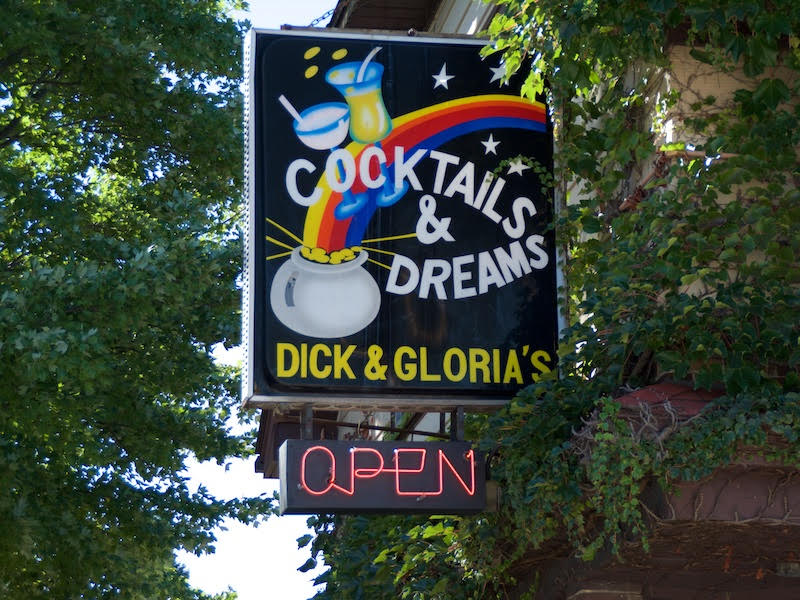 COCKTAILS
&
DREAMS
DICK & GLORIA'S
OPEN